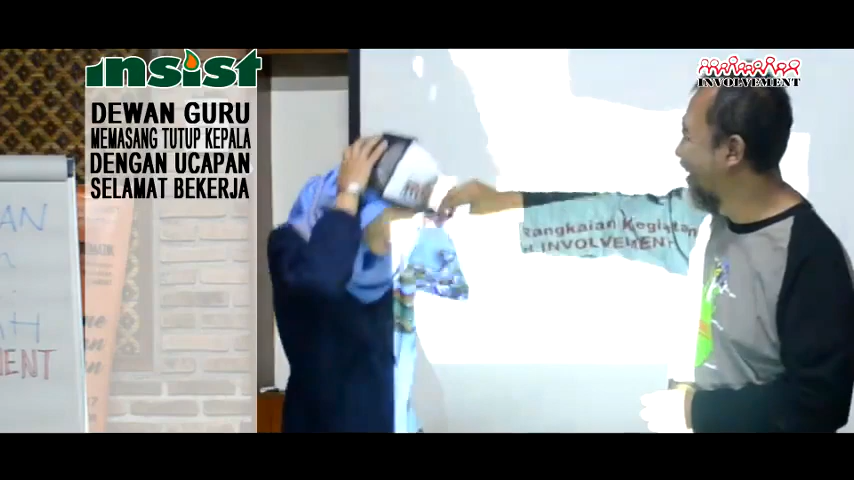 insist
INVOLVEMENT
DEWAN GURU
MEMASANG TUTUP KEPALA
DENGAN UCAPAN
SELAMAT BEKERJA
Rangkaian Kegiatan
INVOLVEMENT